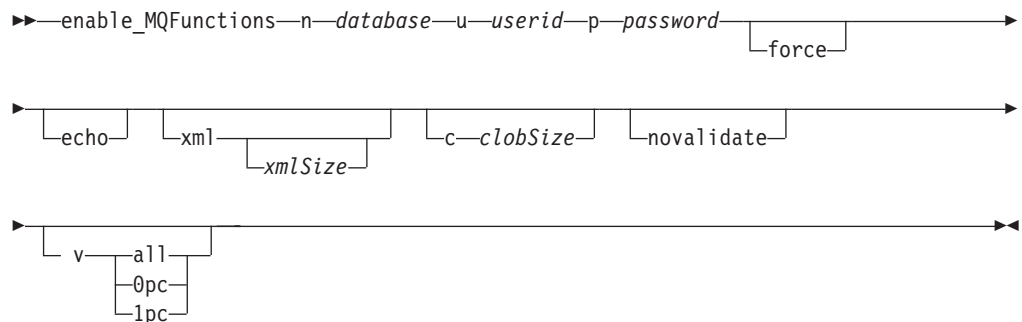 enable_MQFunctions n database u userid p password
force
echo xml c clobSize novalidate
xmlSize
v all
0pc
1pc